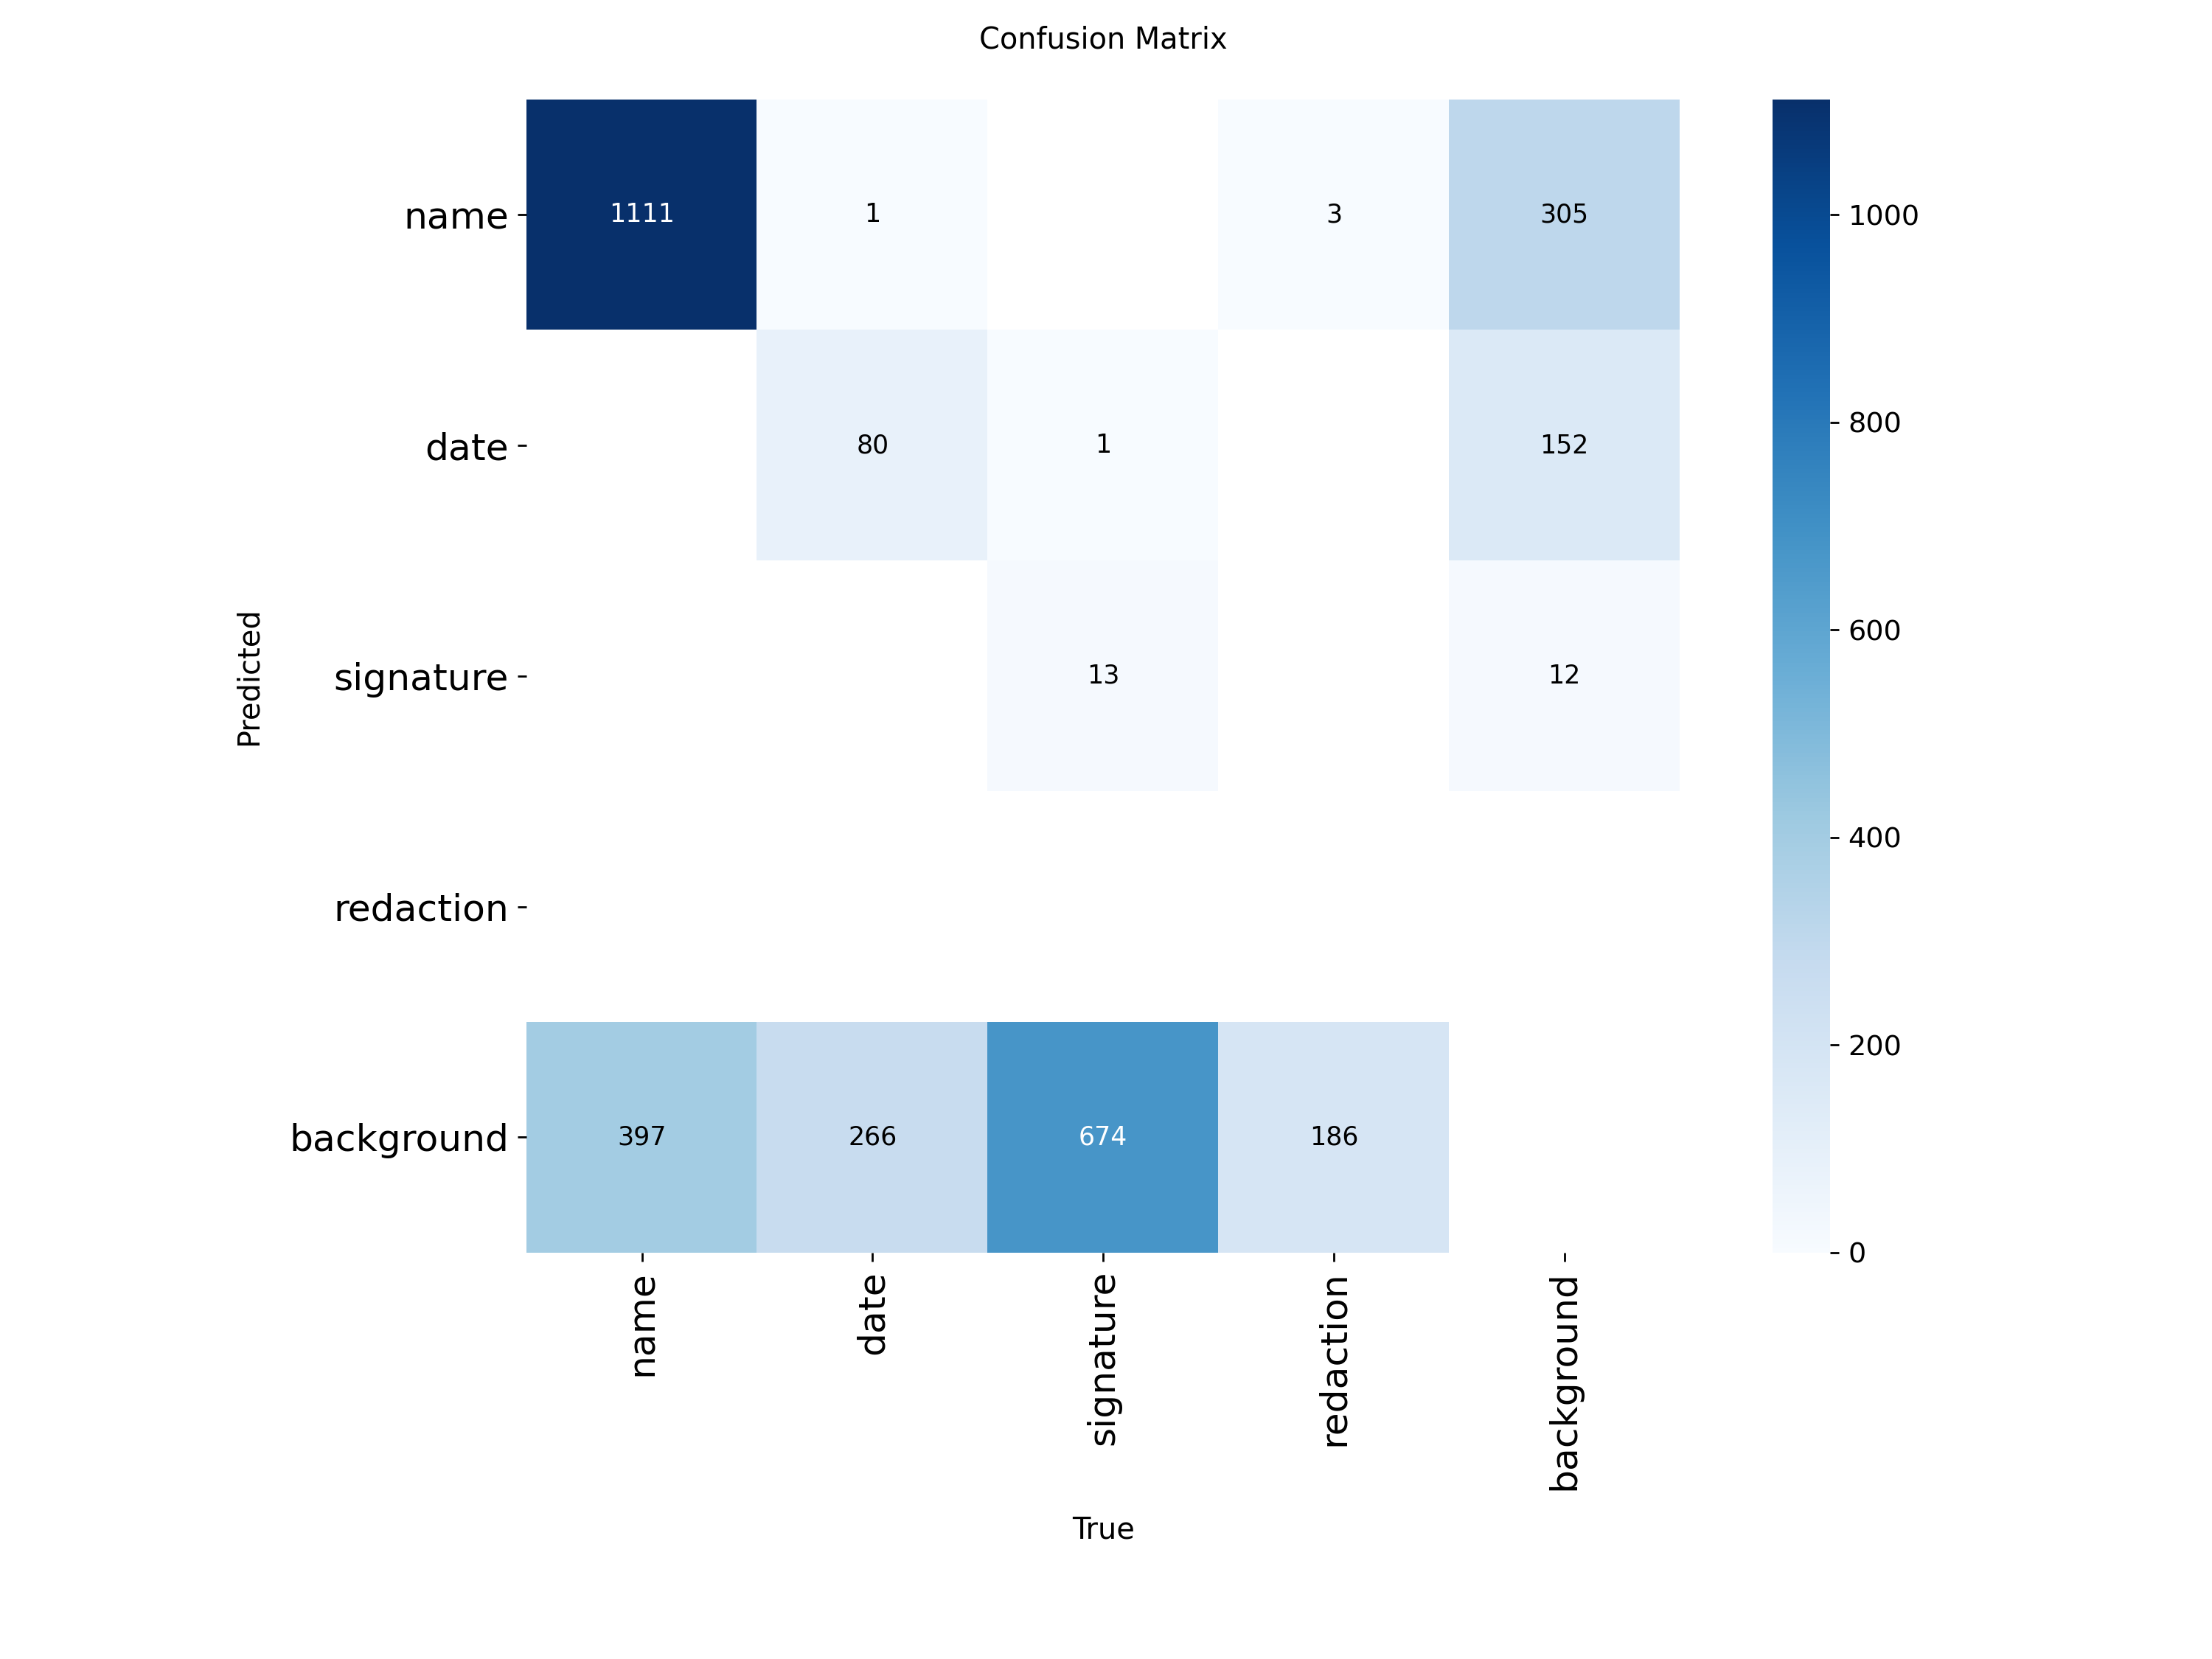 Confusion Matrix
name 1111 1 3 305
date 80 1 152
signature 13 12
redaction
background 397 266 674 186
Predicted
name date signature redaction background
True
1000
800
600
400
200
0